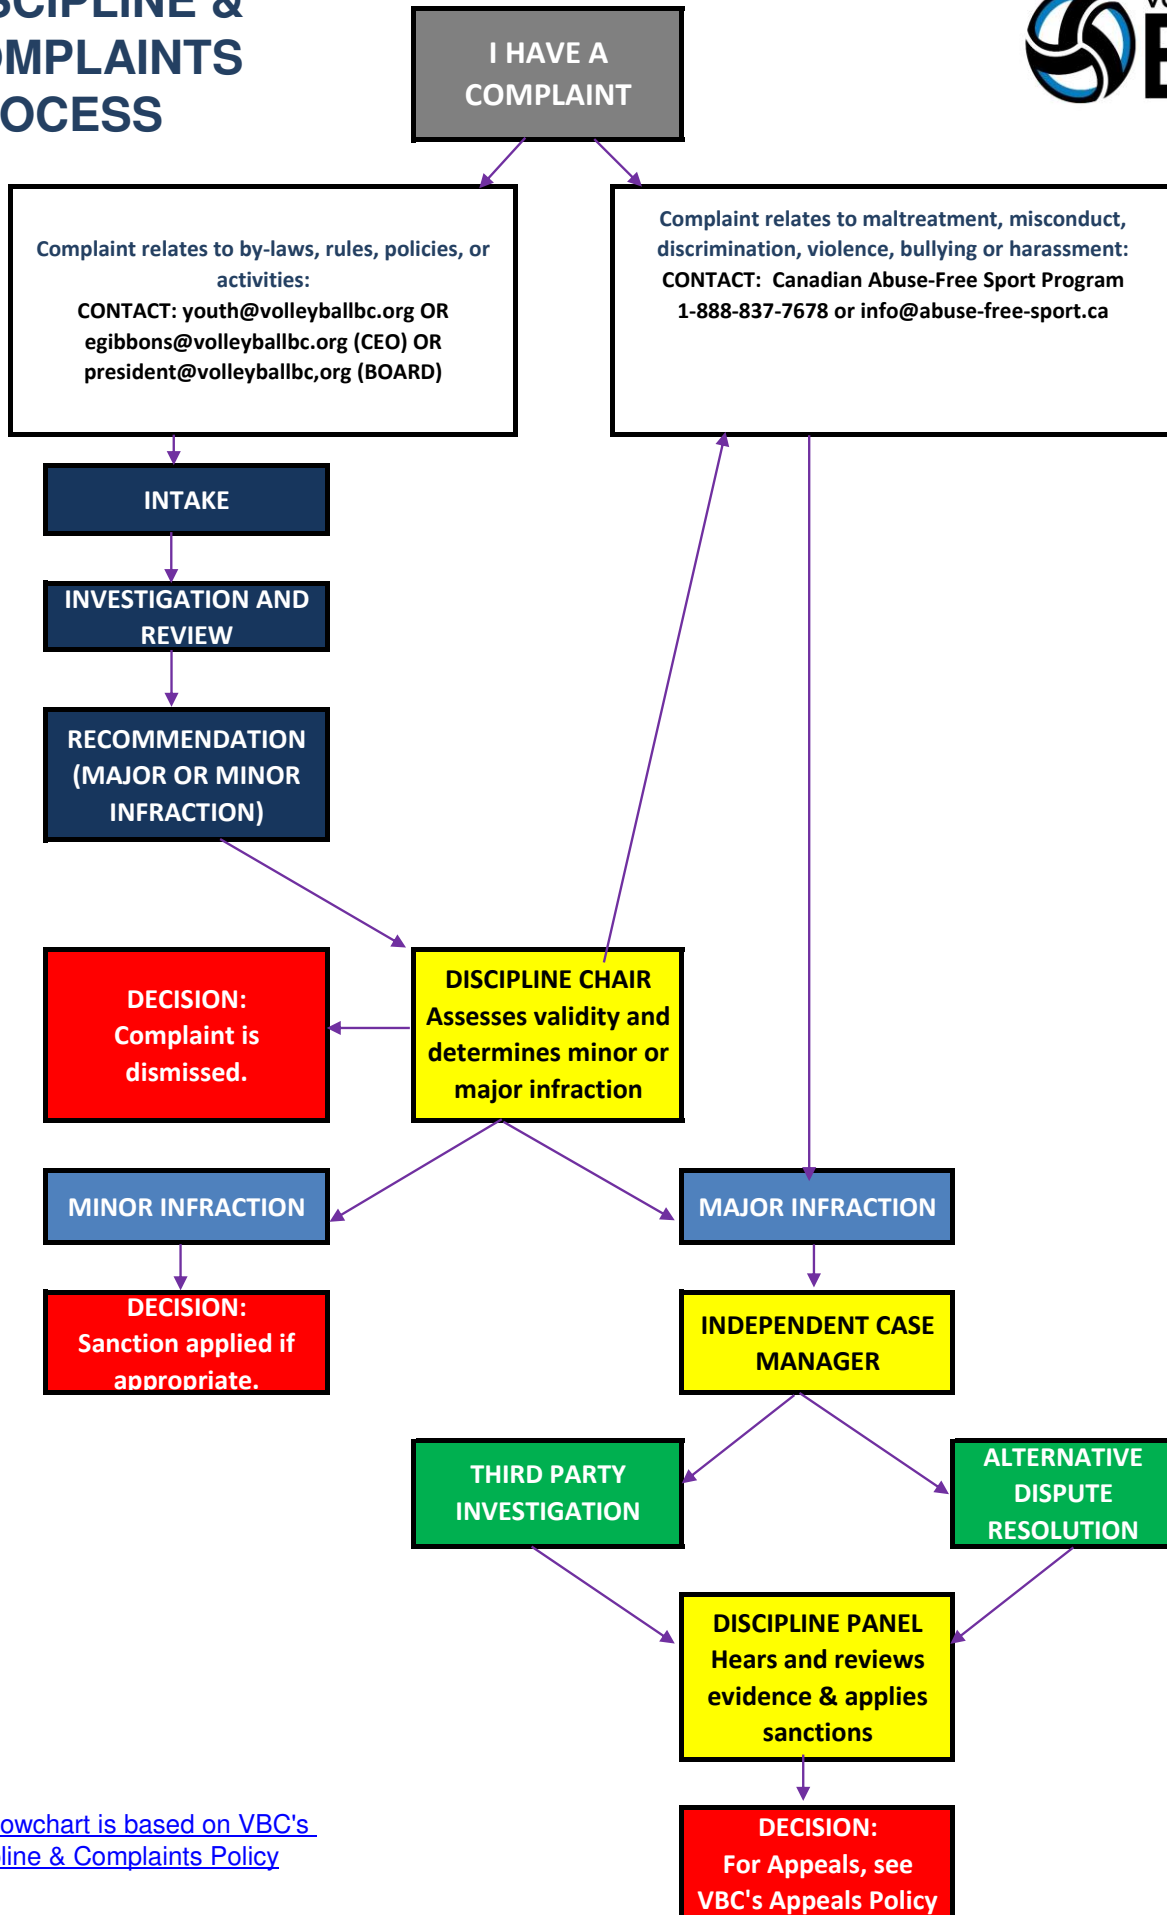 SCIPLINE &
OMPLAINTS
OCESS
I HAVE A
COMPLAINT
Complaint relates to by-laws, rules, policies, or
activities:
CONTACT: youth@volleyballbc.org OR
egibbons@volleyballbc.org (CEO) OR
president@volleyballbc,org (BOARD)
Complaint relates to maltreatment, misconduct,
discrimination, violence, bullying or harassment:
CONTACT: Canadian Abuse-Free Sport Program
1-888-837-7678 or info@abuse-free-sport.ca
INTAKE
INVESTIGATION AND
REVIEW
RECOMMENDATION
(MAJOR OR MINOR
INFRACTION)
DECISION:
Complaint is
dismissed.
DISCIPLINE CHAIR
Assesses validity and
determines minor or
major infraction
MINOR INFRACTION
MAJOR INFRACTION
DECISION:
Sanction applied if
appropriate.
INDEPENDENT CASE
MANAGER
THIRD PARTY
INVESTIGATION
ALTERNATIVE
DISPUTE
RESOLUTION
DISCIPLINE PANEL
Hears and reviews
evidence & applies
sanctions
DECISION:
For Appeals, see
VBC's Appeals Policy
owchart is based on VBC's
line & Complaints Policy